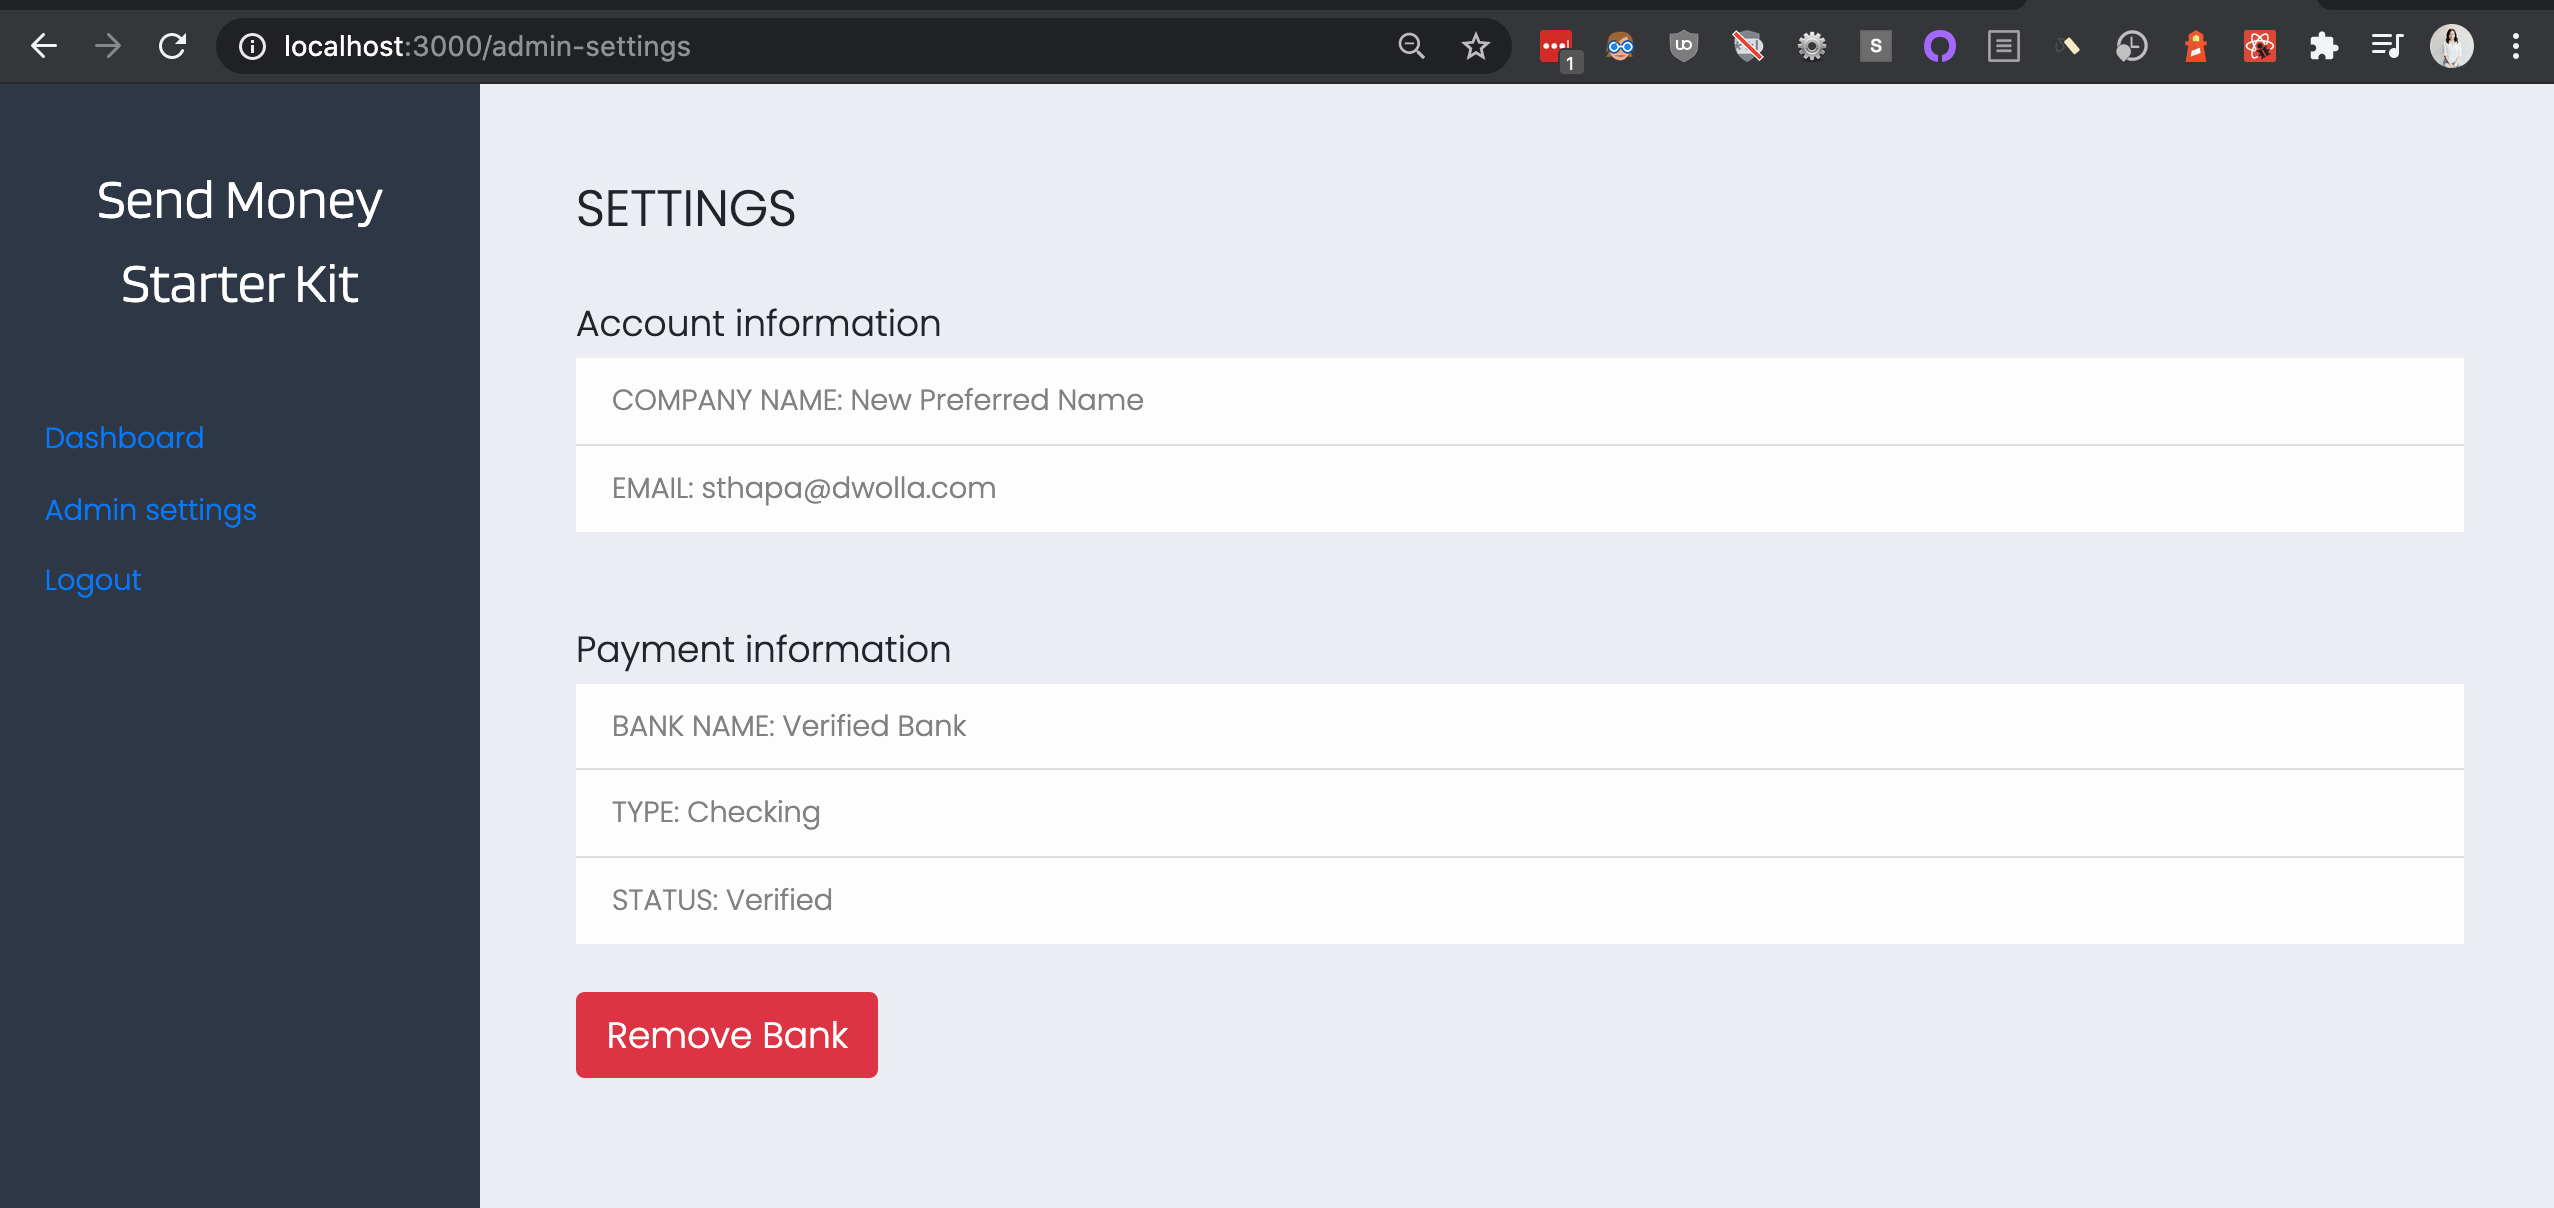 localhost:3000/admin-settings
1
UO
S
Send Money
Starter Kit
Dashboard
Admin settings
Logout
SETTINGS
Account information
COMPANY NAME: New Preferred Name
EMAIL: sthapa@dwolla.com
Payment information
BANK NAME: Verified Bank
TYPE: Checking
STATUS: Verified
Remove Bank